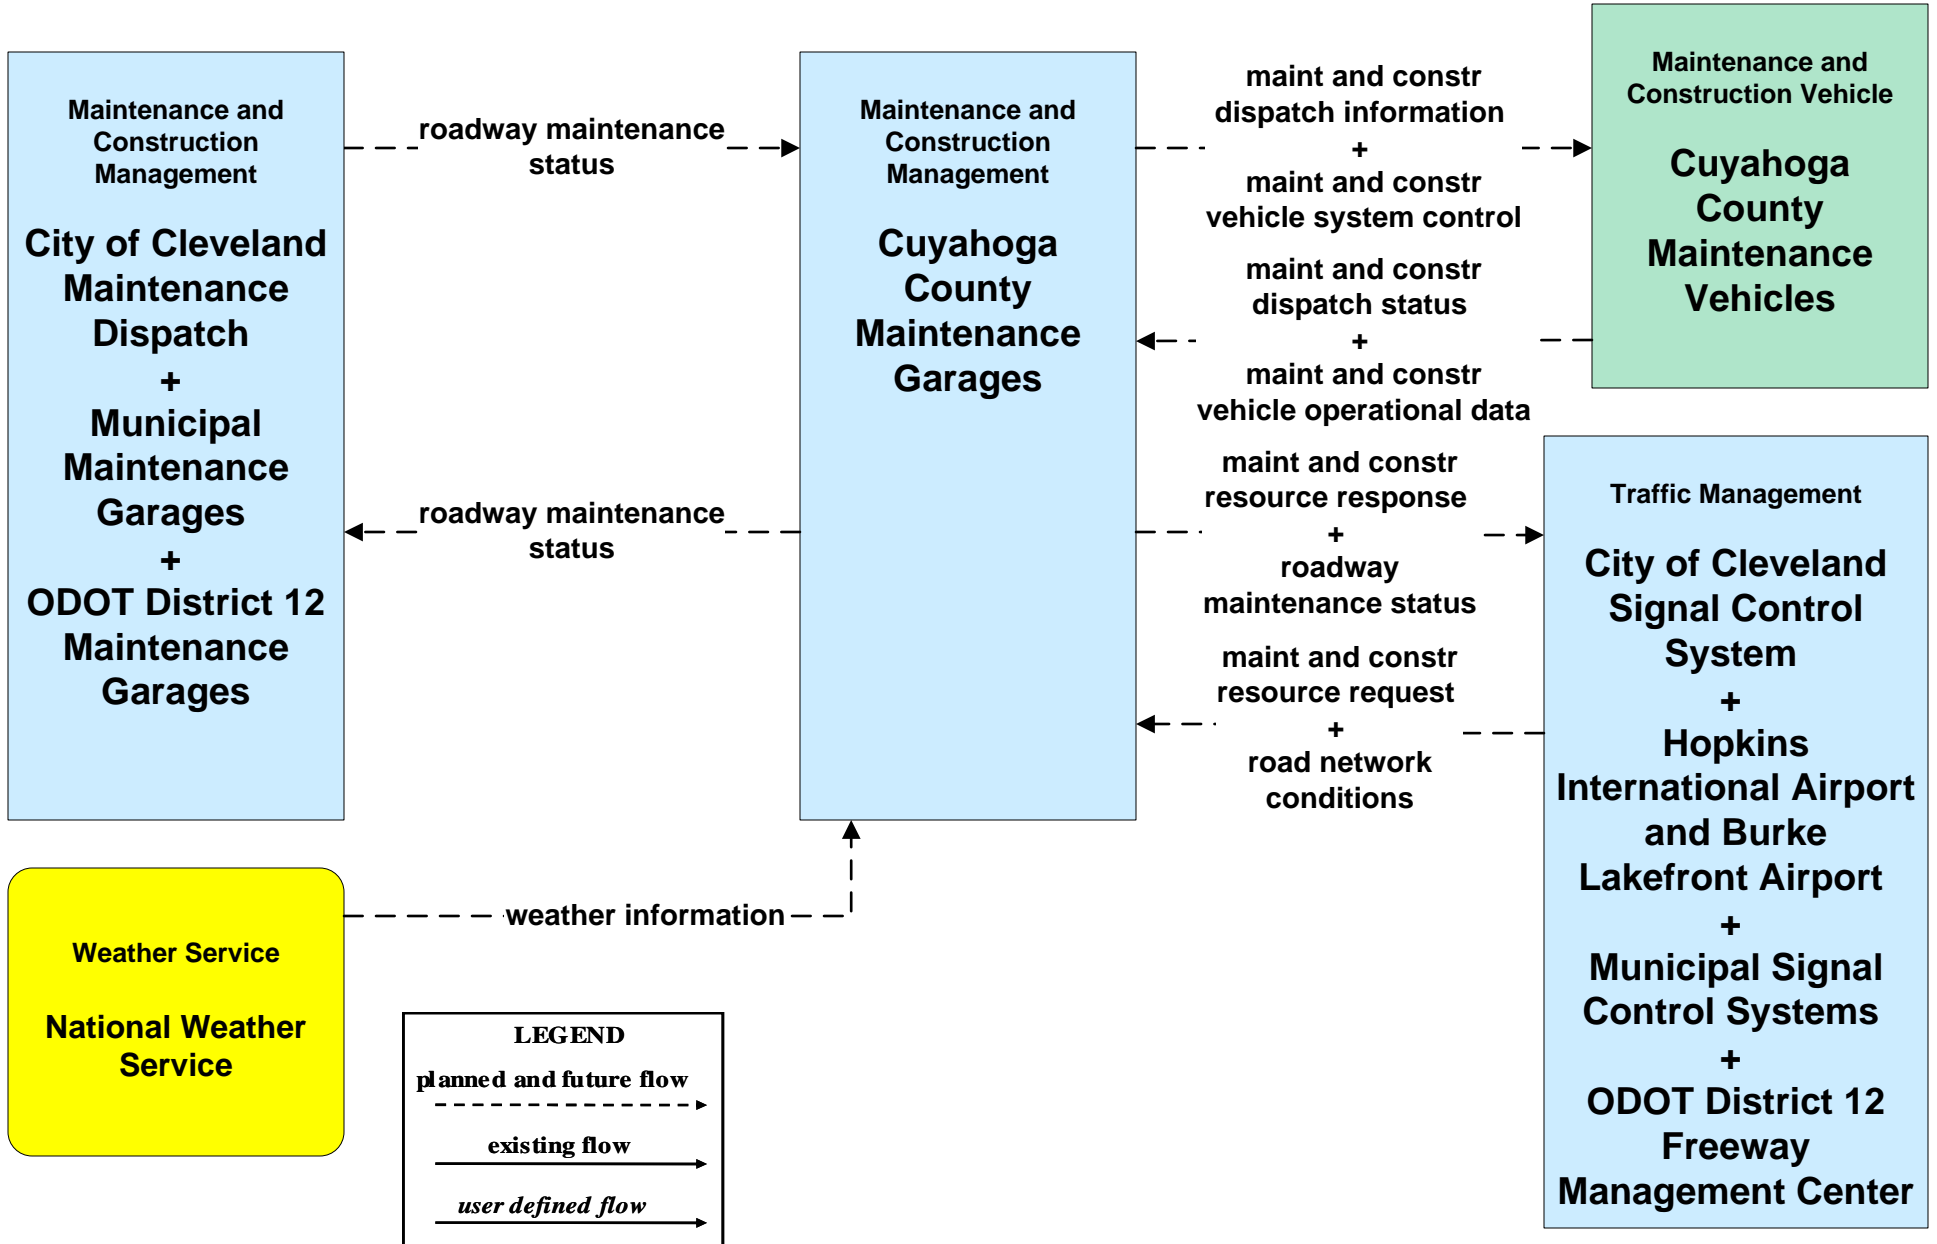 Maintenance and
Construction
Management
City of Cleveland
Maintenance
Dispatch
+
Municipal
Maintenance
Garages
+
ODOT District 12
Maintenance
Garages
roadway maintenance
status
roadway maintenance
status
Maintenance and
Construction
Management
Cuyahoga
County
Maintenance
Garages
maint and constr
dispatch information
+
maint and constr
vehicle system control
maint and constr
dispatch status
+
maint and constr
vehicle operational data
maint and constr
resource response
+
roadway
maintenance status
maint and constr
resource request
+
road network
conditions
Maintenance and
Construction Vehicle
Cuyahoga
County
Maintenance
Vehicles
Traffic Management
City of Cleveland
Signal Control
System
+
Hopkins
International Airport
and Burke
Lakefront Airport
+
Municipal Signal
Control Systems
+
ODOT District 12
Freeway
Management Center
Weather Service
National Weather
Service
weather information
LEGEND
planned and future flow
existing flow
user defined flow